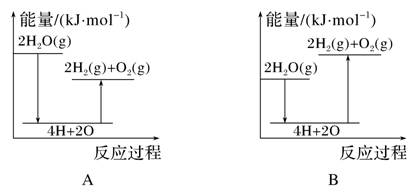 能量/(kJ·mol⁻¹)
2H₂O(g)
2H₂(g)+O₂(g)
4H+2O
反应过程
A
能量/(kJ·mol⁻¹)
2H₂(g)+O₂(g)
2H₂O(g)
4H+2O
反应过程
B